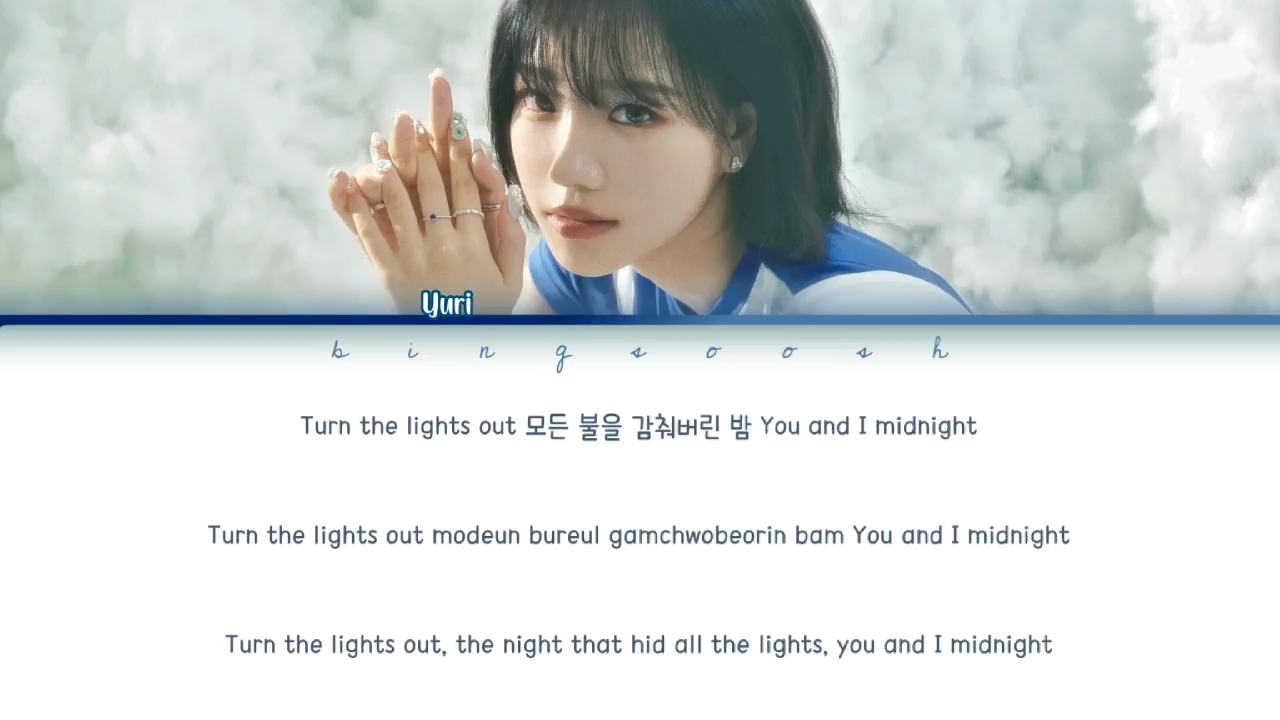 Yuri
bingsoosh
Turn the lights out 모든 불을 감춰버린 밤 You and I midnight
Turn the lights out modeun bureul gamchwobeorin bam You and I midnight
Turn the lights out, the night that hid all the lights, you and I midnight